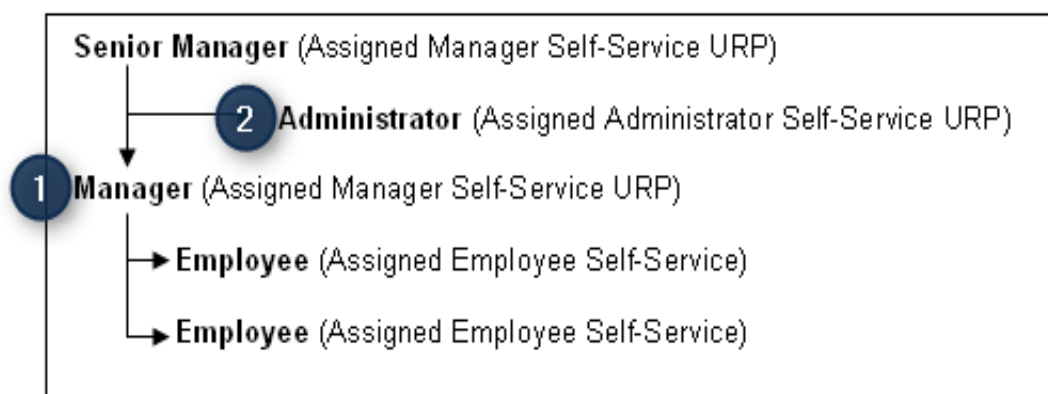 Senior Manager (Assigned Manager Self-Service URP)
2 Administrator (Assigned Administrator Self-Service URP)
1 Manager (Assigned Manager Self-Service URP)
Employee (Assigned Employee Self-Service)
Employee (Assigned Employee Self-Service)